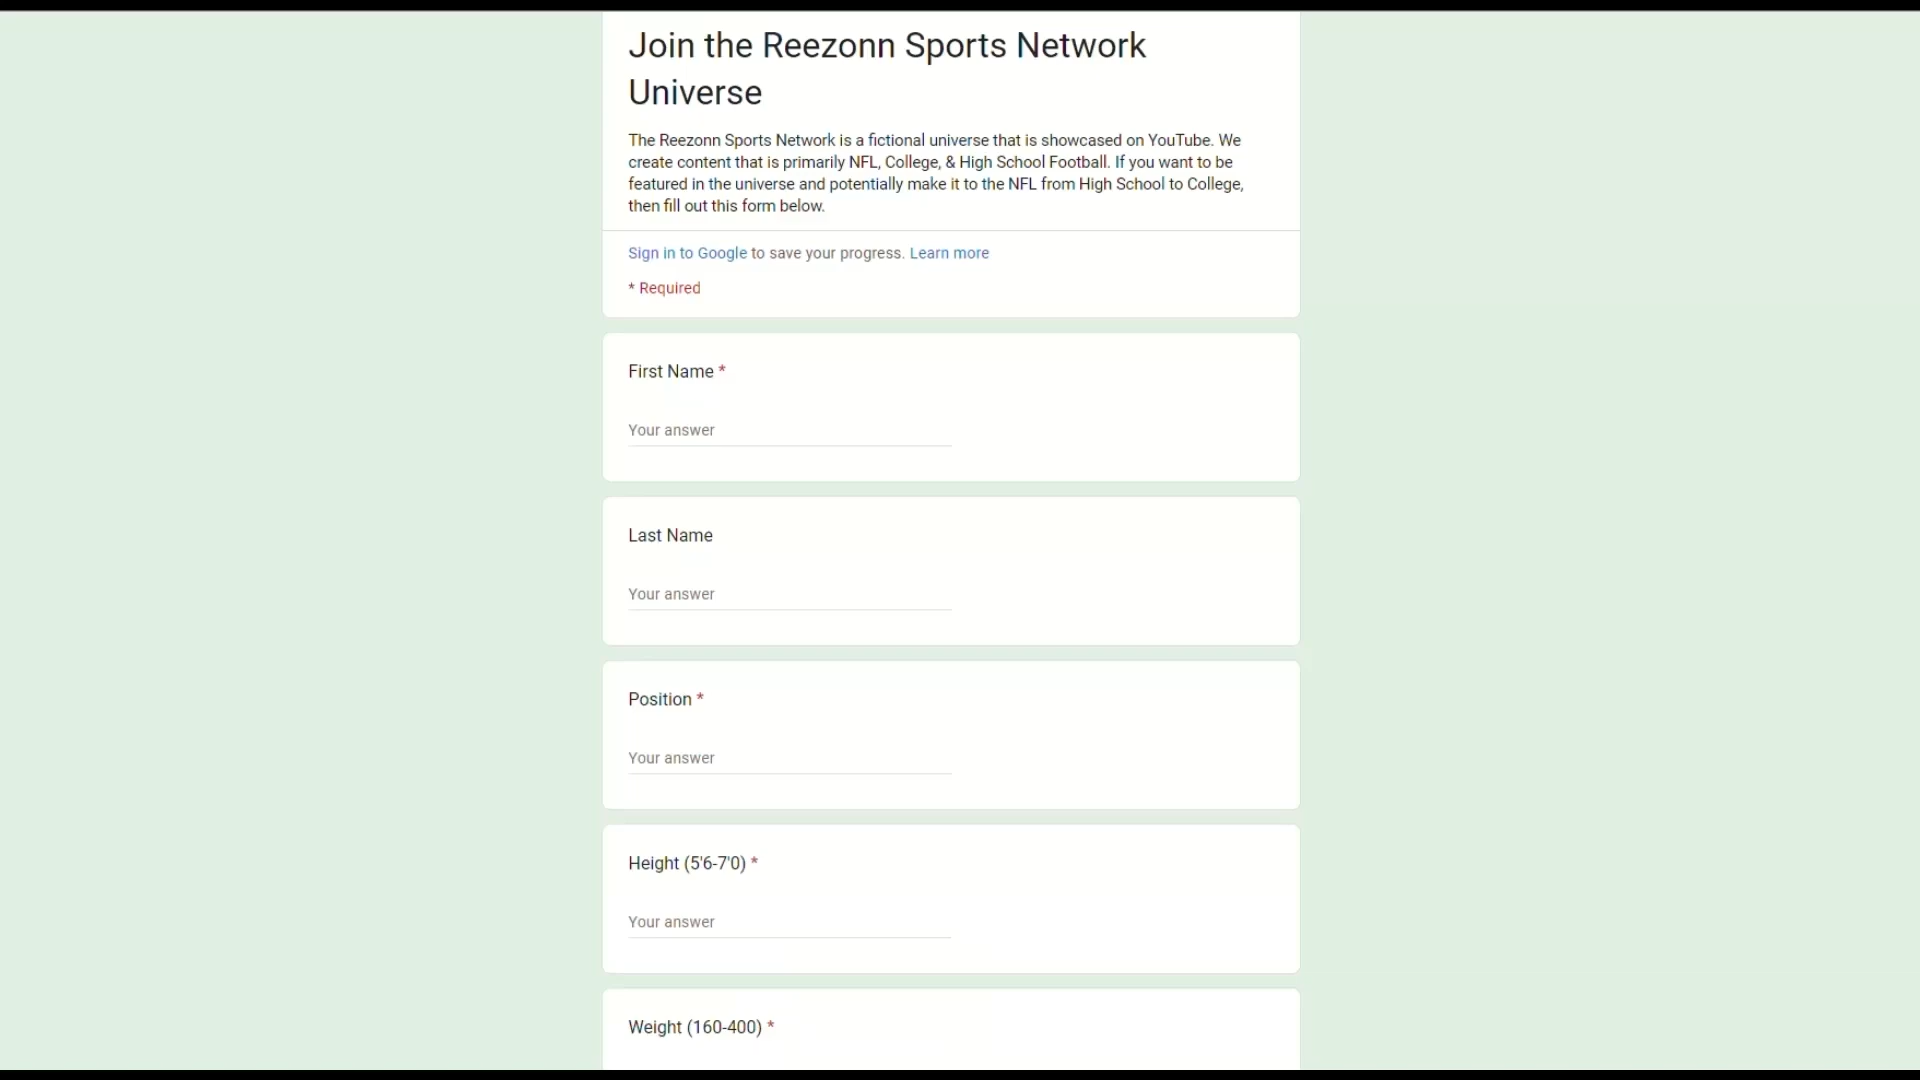 Join the Reezonn Sports Network
Universe
The Reezonn Sports Network is a fictional universe that is showcased on YouTube. We
create content that is primarily NFL, College, & High School Football. If you want to be
featured in the universe and potentially make it to the NFL from High School to College,
then fill out this form below.
Sign in to Google to save your progress. Learn more
* Required
First Name *
Your answer
Last Name
Your answer
Position *
Your answer
Height (5'6-7'0) *
Your answer
Weight (160-400) *